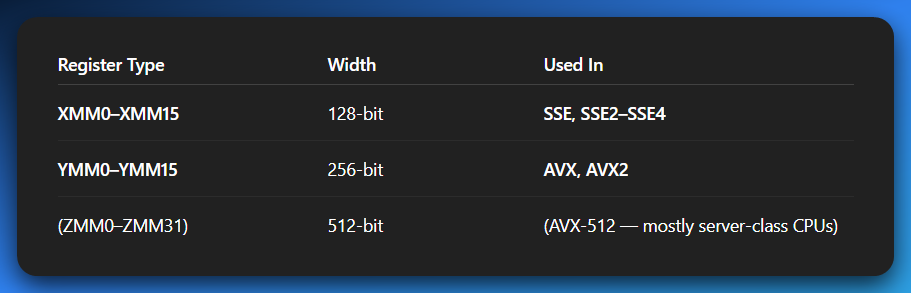 Register Type Width Used In
XMM0–XMM15 128-bit SSE, SSE2–SSE4
YMM0–YMM15 256-bit AVX, AVX2
(ZMM0–ZMM31) 512-bit (AVX-512 — mostly server-class CPUs)